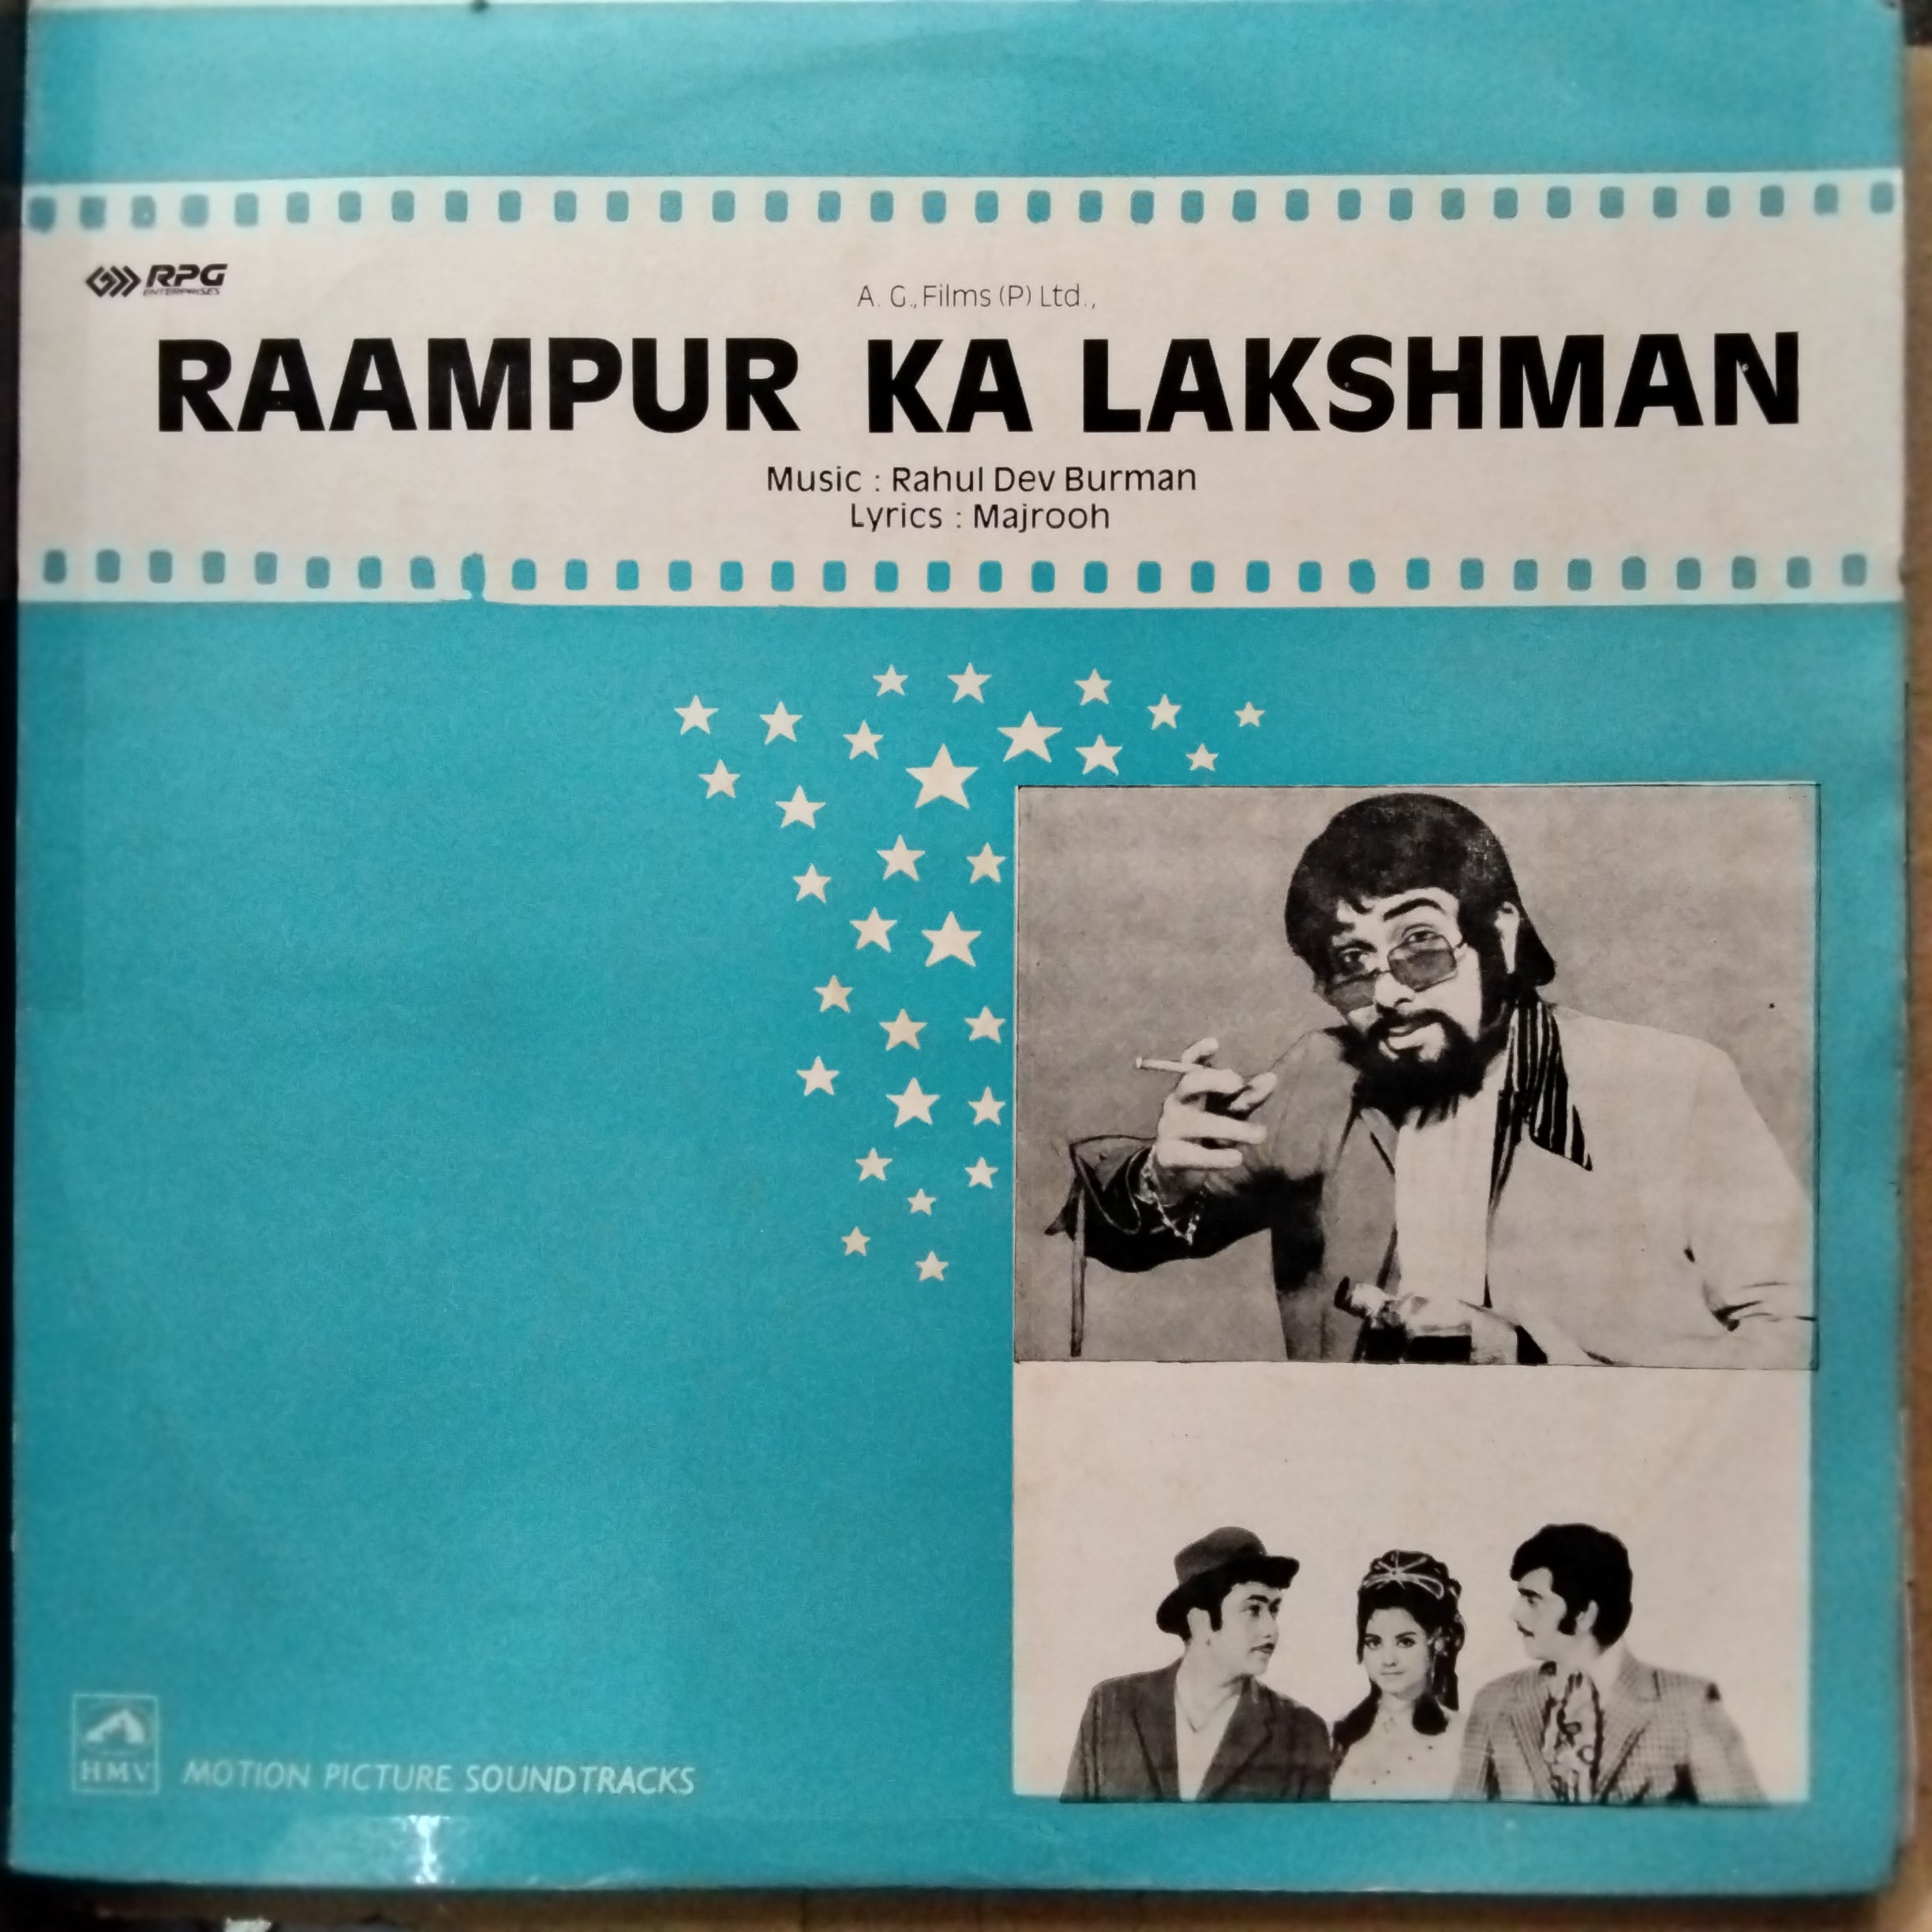 RPG
ENTERPRISES
A. G., Films (P) Ltd.,
RAAMPUR KA LAKSHMAN
Music : Rahul Dev Burman
Lyrics : Majrooh
HMV
MOTION PICTURE SOUNDTRACKS